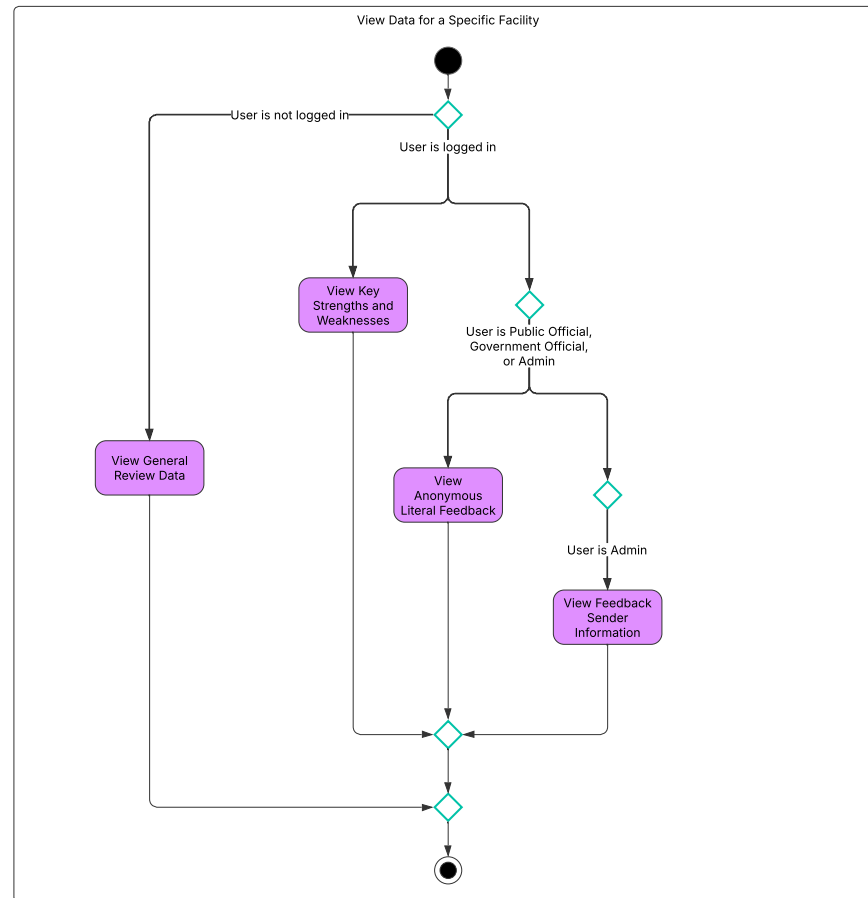 View Data for a Specific Facility
User is not logged in
User is logged in
View Key
Strengths and
Weaknesses
User is Public Official,
Government Official,
or Admin
View General
Review Data
View
Anonymous
Literal Feedback
User is Admin
View Feedback
Sender
Information